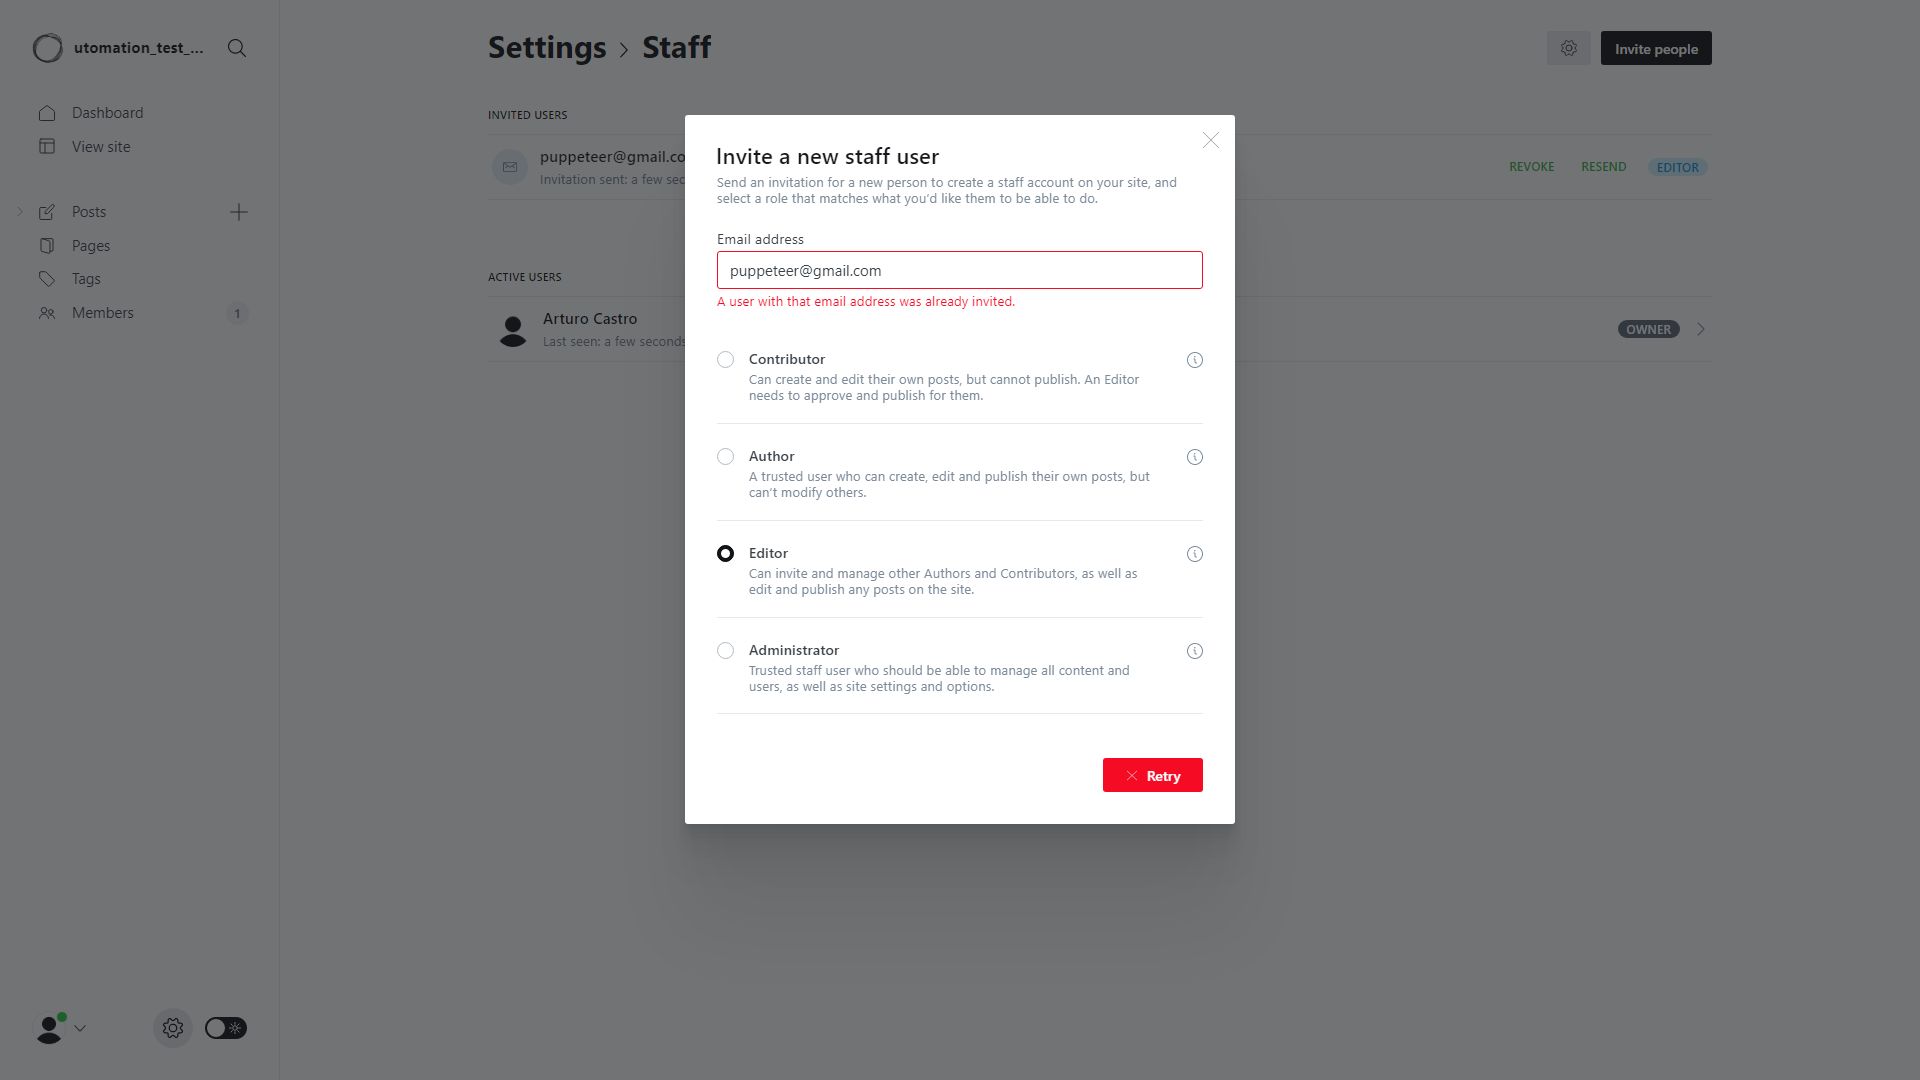 utomation_test_...
Settings > Staff
Invite people
Dashboard
View site
Posts
Pages
Tags
Members
1
INVITED USERS
puppeteer@gmail.co
Invitation sent: a few sec
REVOKE
RESEND
EDITOR
ACTIVE USERS
Arturo Castro
Last seen: a few seconds
OWNER
Invite a new staff user
Send an invitation for a new person to create a staff account on your site, and
select a role that matches what you'd like them to be able to do.
Email address
puppeteer@gmail.com
A user with that email address was already invited.
Contributor
Can create and edit their own posts, but cannot publish. An Editor
needs to approve and publish for them.
Author
A trusted user who can create, edit and publish their own posts, but
can't modify others.
Editor
Can invite and manage other Authors and Contributors, as well as
edit and publish any posts on the site.
Administrator
Trusted staff user who should be able to manage all content and
users, as well as site settings and options.
Retry